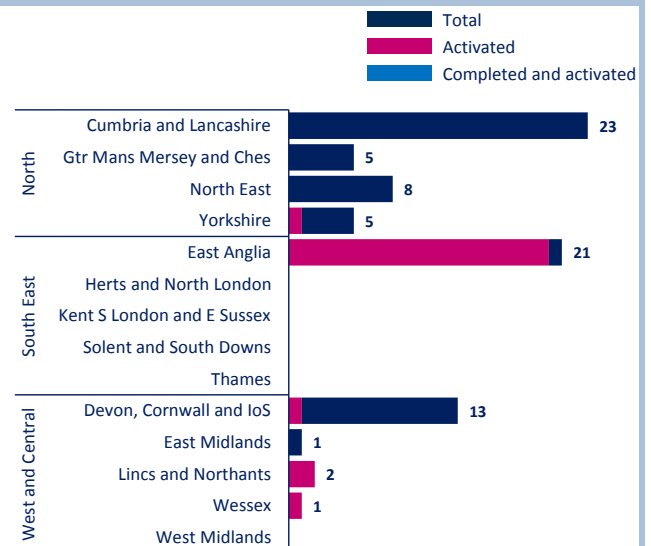 Total
Activated
Completed and activated
North
Cumbria and Lancashire 23
Gtr Mans Mersey and Ches 5
North East 8
Yorkshire 5
South East
East Anglia 21
Herts and North London
Kent S London and E Sussex
Solent and South Downs
Thames
West and Central
Devon, Cornwall and IoS 13
East Midlands 1
Lincs and Northants 2
Wessex 1
West Midlands